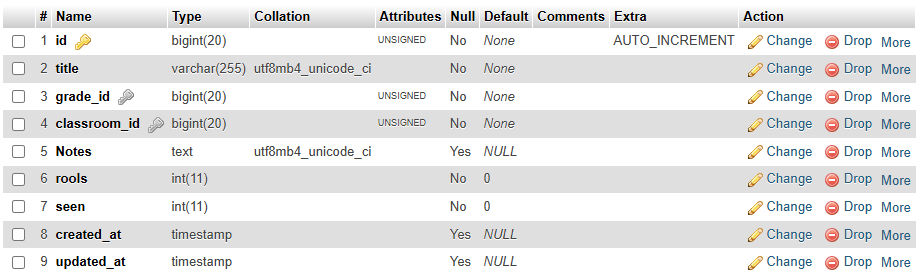 # Name Type Collation Attributes Null Default Comments Extra Action
1 id bigint(20) UNSIGNED No None AUTO_INCREMENT Change Drop More
2 title varchar(255) utf8mb4_unicode_ci No None Change Drop More
3 grade_id bigint(20) UNSIGNED No None Change Drop More
4 classroom_id bigint(20) UNSIGNED No None Change Drop More
5 Notes text utf8mb4_unicode_ci Yes NULL Change Drop More
6 rools int(11) No 0 Change Drop More
7 seen int(11) No 0 Change Drop More
8 created_at timestamp Yes NULL Change Drop More
9 updated_at timestamp Yes NULL Change Drop More